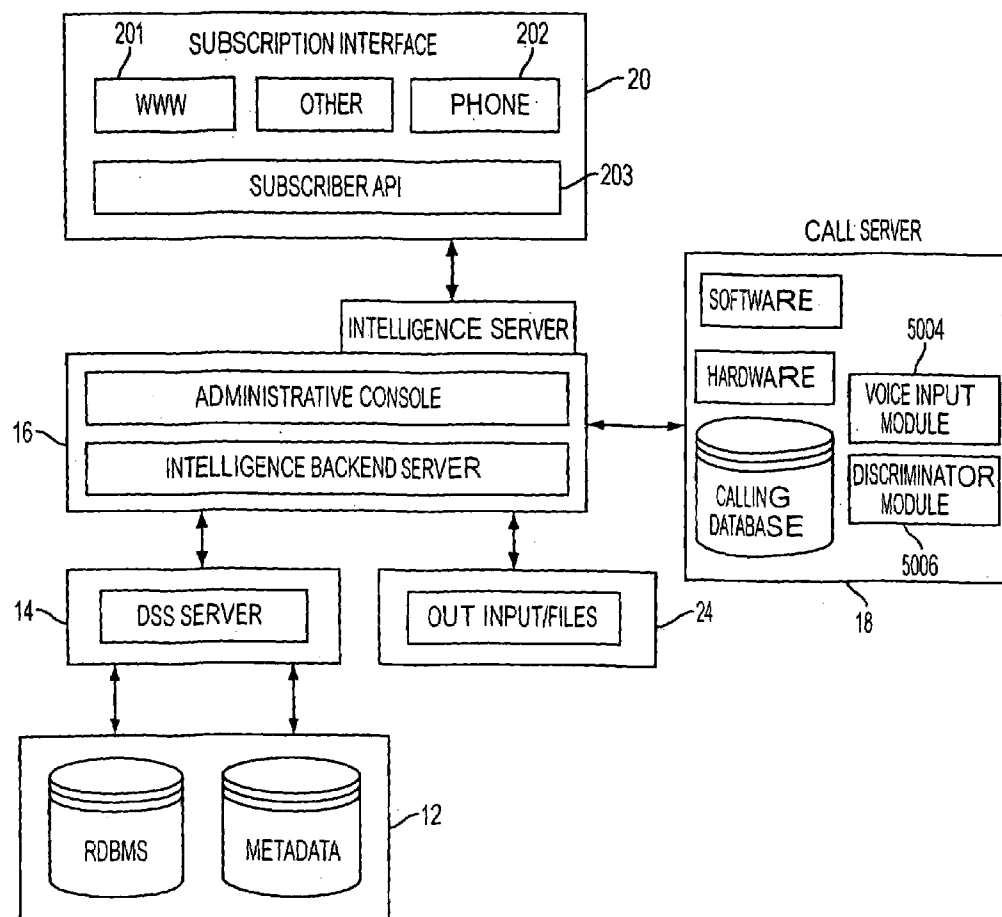 201
SUBSCRIPTION INTERFACE
202
WWW
OTHER
PHONE
20
SUBSCRIBER API
203
CALL SERVER
INTELLIGENCE SERVER
SOFTWARE
ADMINISTRATIVE CONSOLE
HARDWARE
5004
VOICE INPUT
MODULE
16
INTELLIGENCE BACKEND SERVER
CALLING
DATABASE
DISCRIMINATOR
MODULE
5006
14
DSS SERVER
OUT INPUT/FILES
24
18
RDBMS
METADATA
12